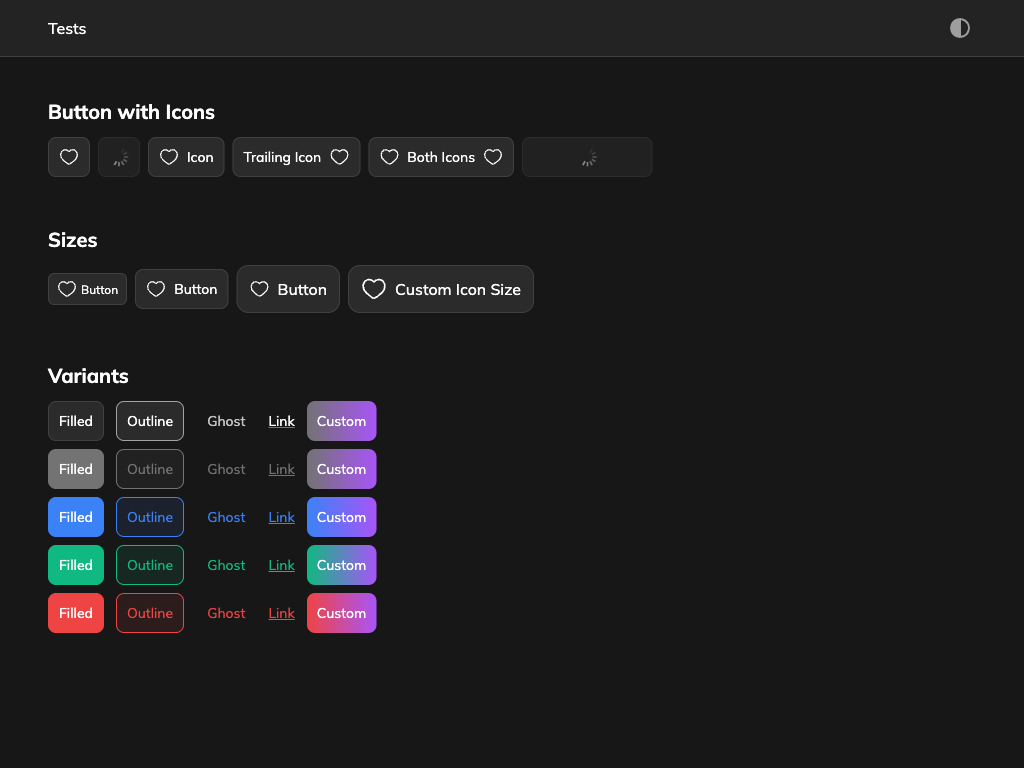 Tests
Button with Icons
Icon Trailing Icon Both Icons
Sizes
Button Button Button Custom Icon Size
Variants
Filled Outline Ghost Link Custom
Filled Outline Ghost Link Custom
Filled Outline Ghost Link Custom
Filled Outline Ghost Link Custom
Filled Outline Ghost Link Custom